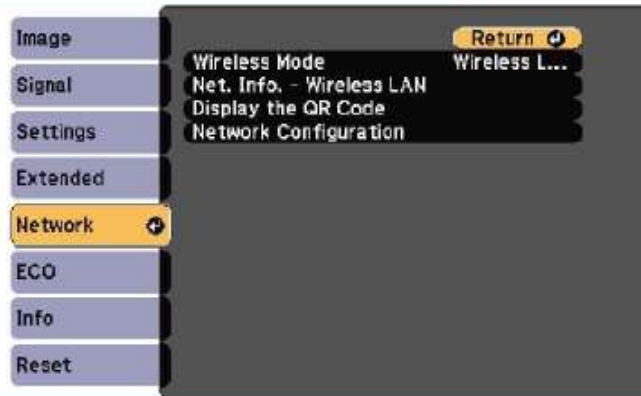 Image
Signal
Settings
Extended
Network
ECO
Info
Reset
Return
Wireless Mode Wireless L...
Net. Info. - Wireless LAN
Display the QR Code
Network Configuration